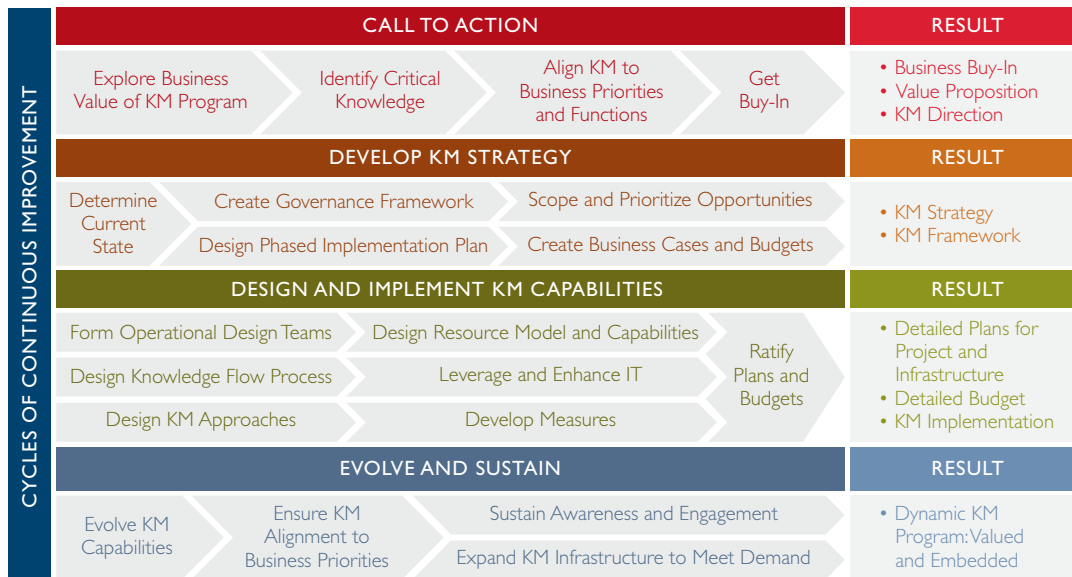 CYCLES OF CONTINUOUS IMPROVEMENT
CALL TO ACTION
RESULT
Explore Business
Value of KM Program
Identify Critical
Knowledge
Align KM to
Business Priorities
and Functions
Get
Buy-In
• Business Buy-In
• Value Proposition
• KM Direction
DEVELOP KM STRATEGY
RESULT
Determine
Current
State
Create Governance Framework
Scope and Prioritize Opportunities
Design Phased Implementation Plan
Create Business Cases and Budgets
• KM Strategy
• KM Framework
DESIGN AND IMPLEMENT KM CAPABILITIES
RESULT
Form Operational Design Teams
Design Resource Model and Capabilities
Design Knowledge Flow Process
Leverage and Enhance IT
Design KM Approaches
Develop Measures
Ratify
Plans and
Budgets
• Detailed Plans for
Project and
Infrastructure
• Detailed Budget
• KM Implementation
EVOLVE AND SUSTAIN
RESULT
Evolve KM
Capabilities
Ensure KM
Alignment to
Business Priorities
Sustain Awareness and Engagement
Expand KM Infrastructure to Meet Demand
• Dynamic KM
Program: Valued
and Embedded